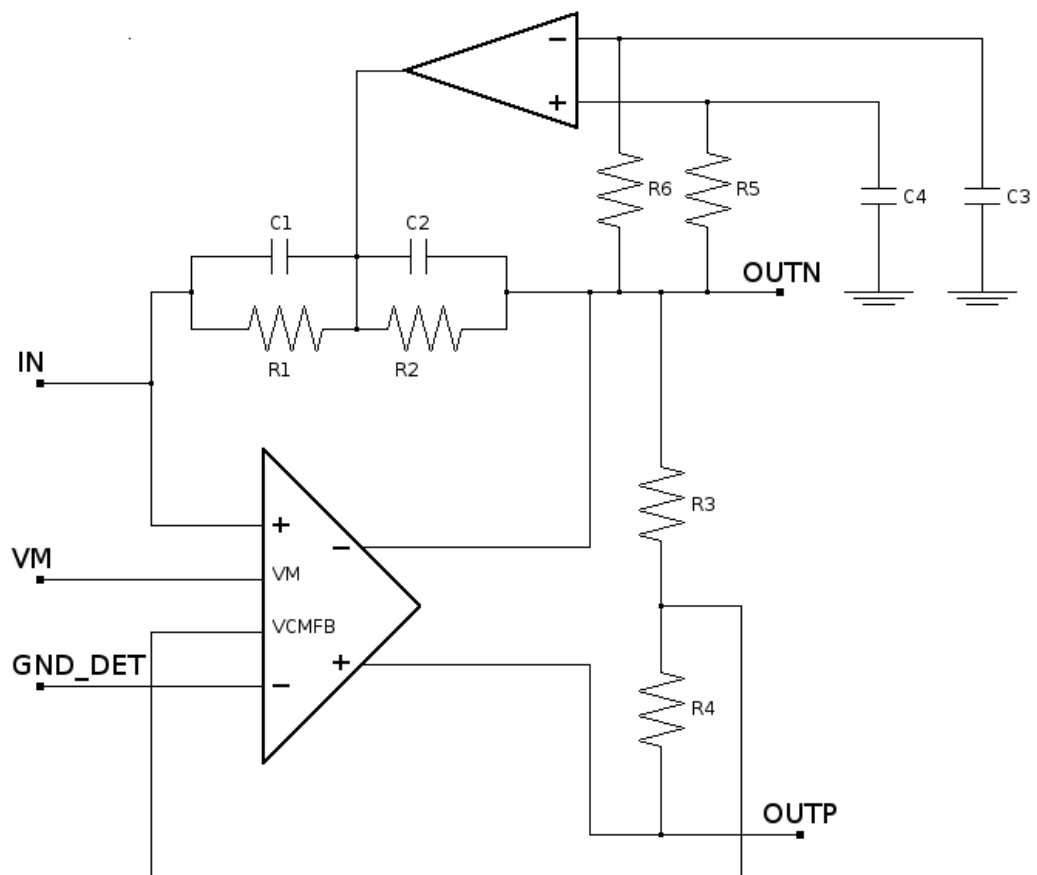 −
+
R6
R5
C4
C3
C1
C2
OUTN
R1
R2
IN
R3
+
−
VM
VM
VCMFB
GND_DET
+
−
R4
OUTP